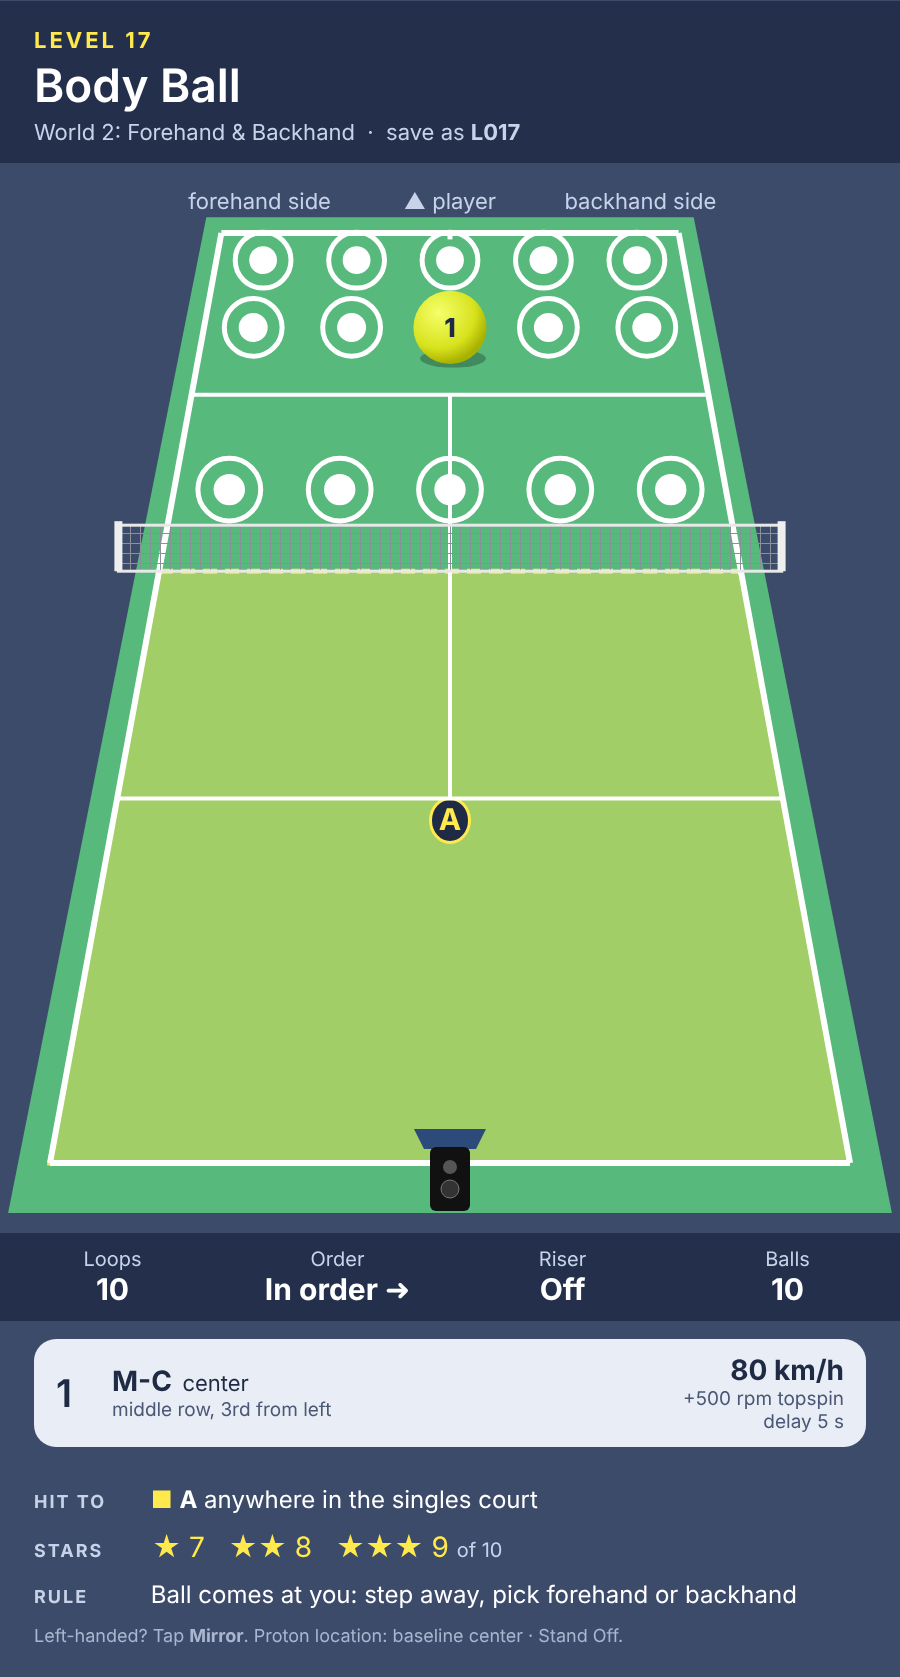 LEVEL 17
Body Ball
World 2: Forehand & Backhand · save as L017
forehand side ▲ player backhand side
1
A
Loops Order Riser Balls
10 In order ➜ Off 10
1 M-C center 80 km/h
middle row, 3rd from left +500 rpm topspin
delay 5 s
HIT TO ■ A anywhere in the singles court
STARS ★ 7 ★★ 8 ★★★ 9 of 10
RULE Ball comes at you: step away, pick forehand or backhand
Left-handed? Tap Mirror. Proton location: baseline center · Stand Off.